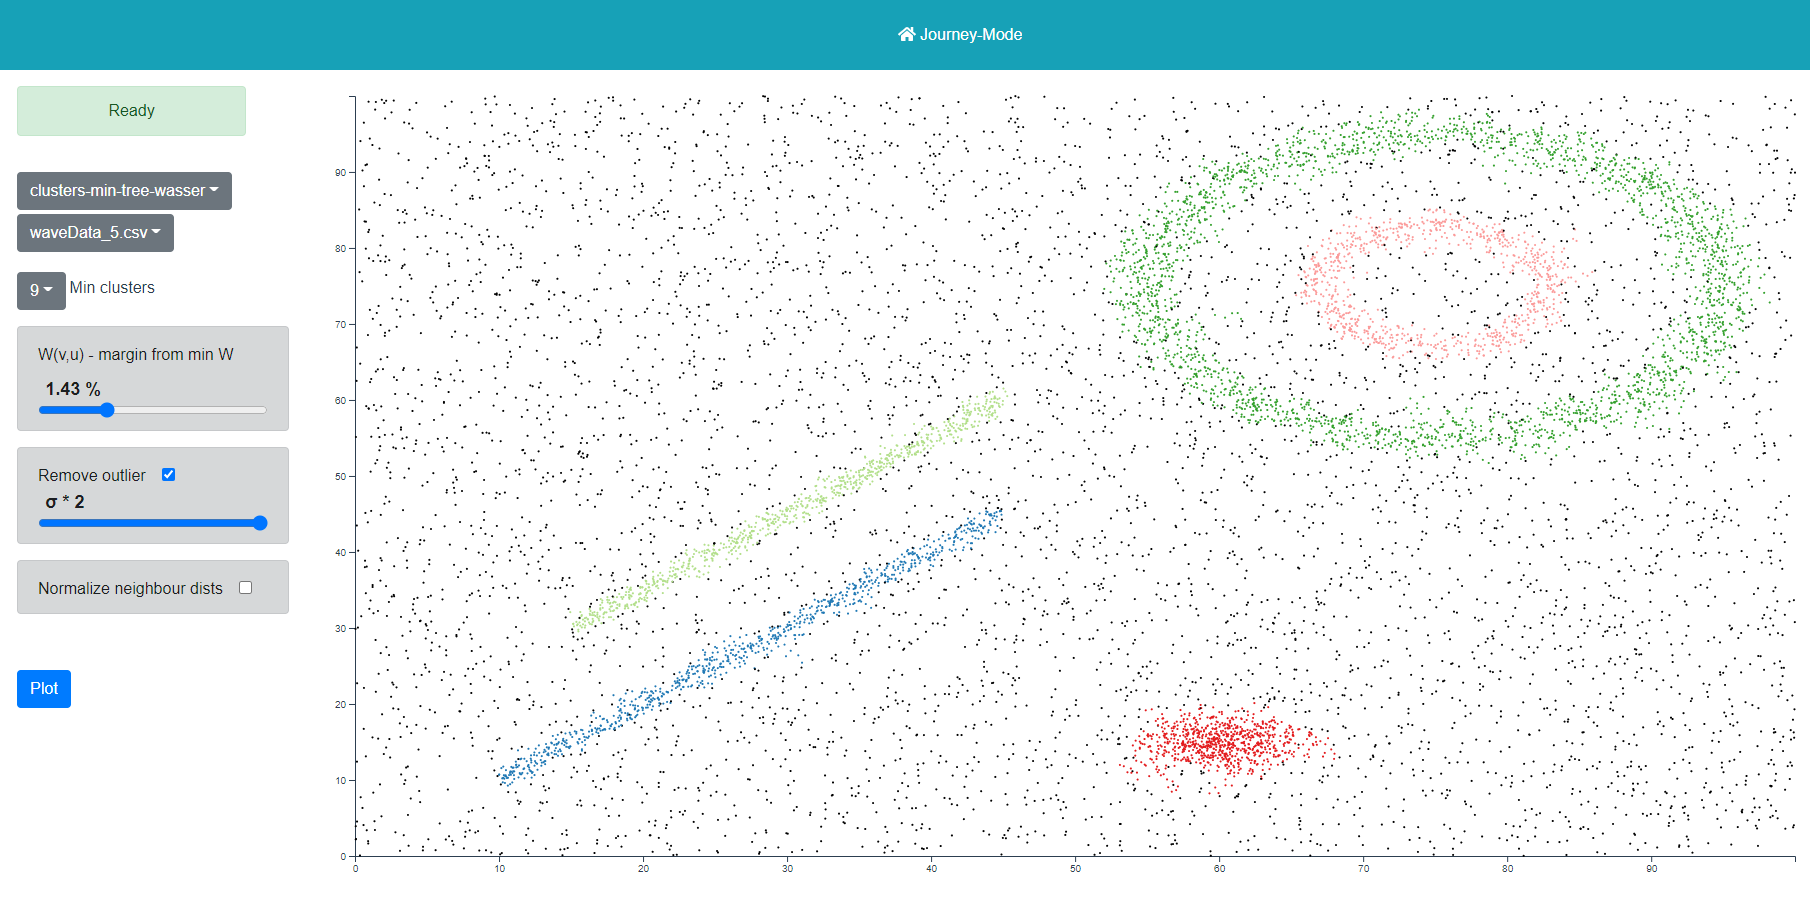 Journey-Mode
Ready
clusters-min-tree-wasser
waveData_5.csv
9 Min clusters
W(v,u) - margin from min W
1.43 %
Remove outlier
σ * 2
Normalize neighbour dists
Plot
90
80
70
60
50
40
30
20
10
0
0 10 20 30 40 50 60 70 80 90